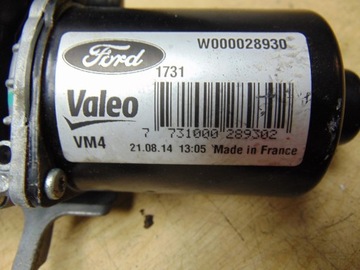 Ford
W000028930
1731
Valeo
7 731000 289302
VM4
21.08.14 13:05 Made in France